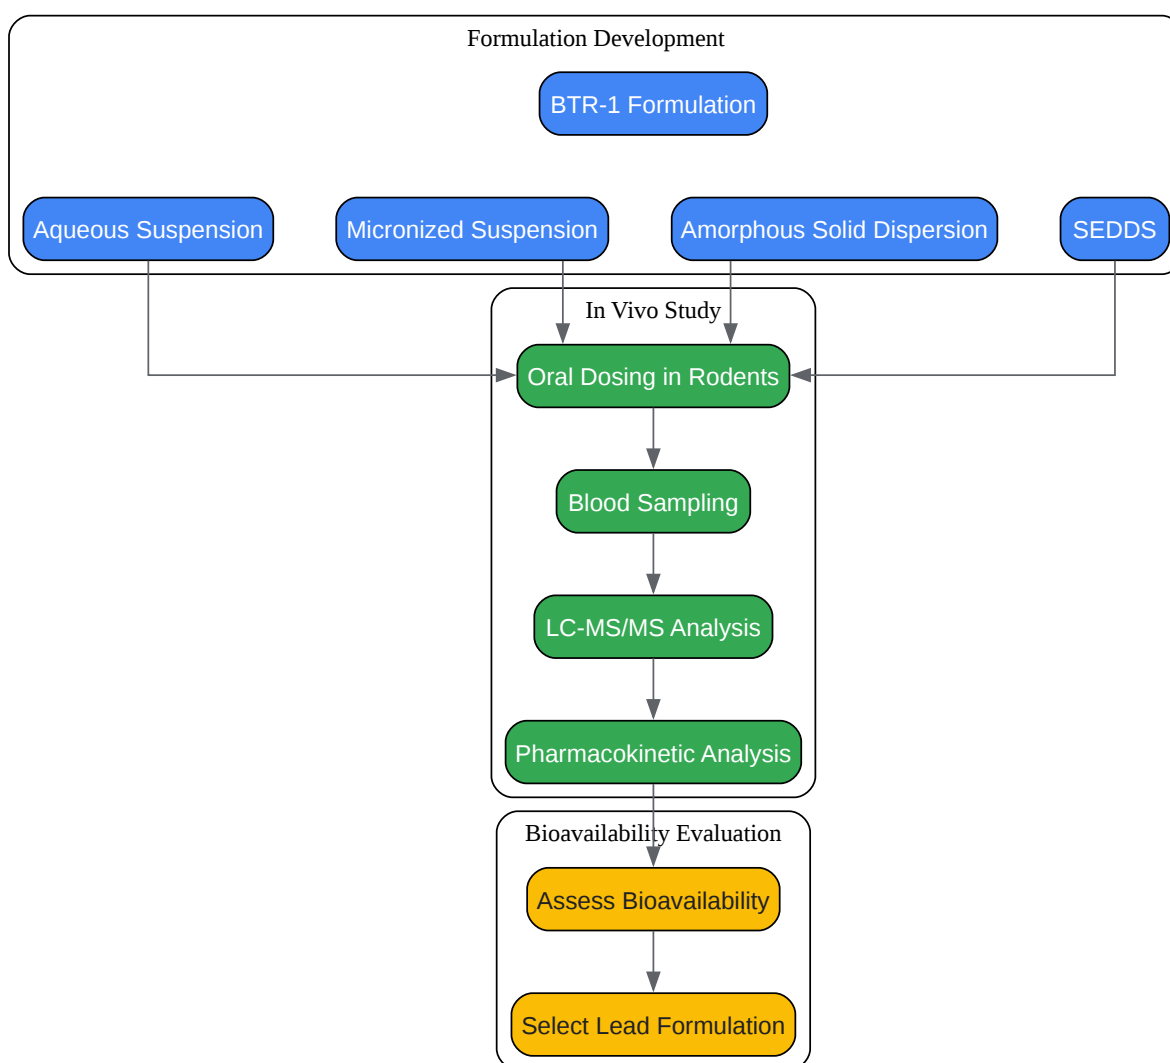 Formulation Development
BTR-1 Formulation
Aqueous Suspension
Micronized Suspension
Amorphous Solid Dispersion
SEDDS
In Vivo Study
Oral Dosing in Rodents
Blood Sampling
LC-MS/MS Analysis
Pharmacokinetic Analysis
Bioavailability Evaluation
Assess Bioavailability
Select Lead Formulation